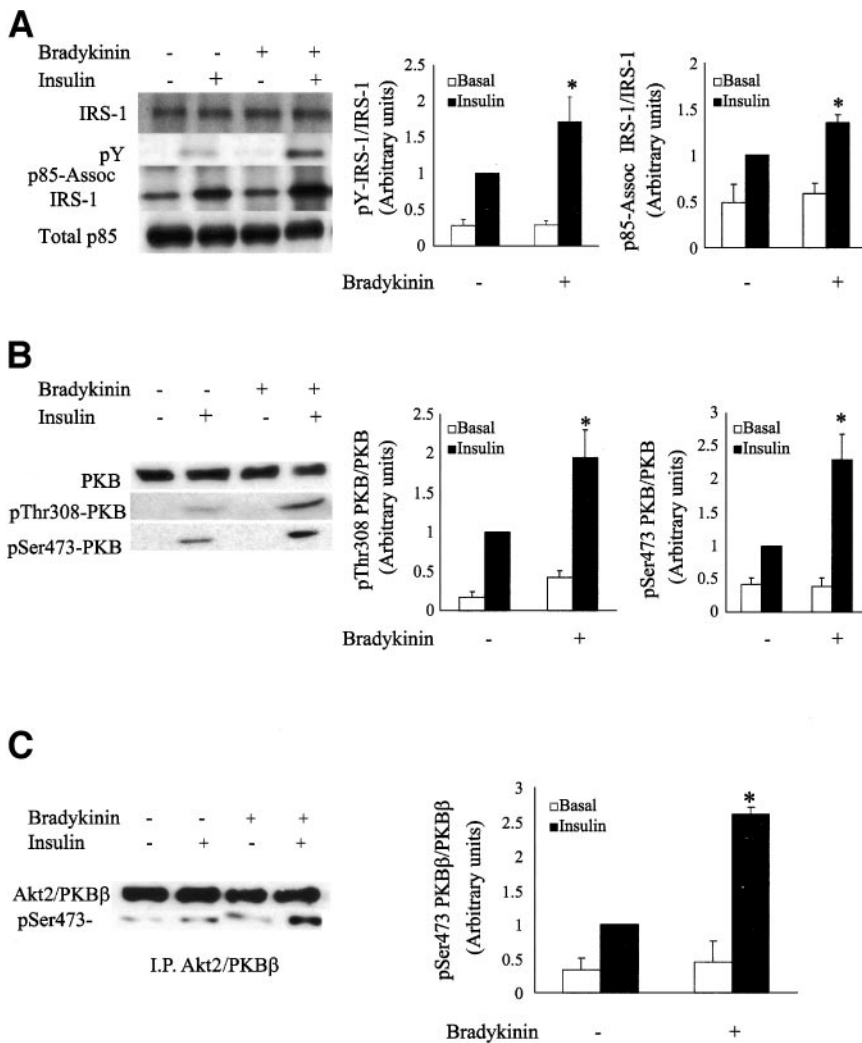 A
Bradykinin - - + +
Insulin - + - +
IRS-1
pY
p85-Assoc
IRS-1
Total p85
pY-IRS-1/IRS-1
(Arbitrary units)
2.5
2
1.5
1
0.5
0
Basal
Insulin
*
Bradykinin - +
p85-Assoc IRS-1/IRS-1
(Arbitrary units)
2
1.5
1
0.5
0
Basal
Insulin
*
- +
B
Bradykinin - - + +
Insulin - + - +
PKB
pThr308-PKB
pSer473-PKB
pThr308 PKB/PKB
(Arbitrary units)
2.5
2
1.5
1
0.5
0
Basal
Insulin
*
Bradykinin - +
pSer473 PKB/PKB
(Arbitrary units)
3
2.5
2
1
0.5
0
Basal
Insulin
*
- +
C
Bradykinin - - + +
Insulin - + - +
Akt2/PKBβ
pSer473-
I.P. Akt2/PKBβ
pSer473 PKBβ/PKBβ
(Arbitrary units)
3
2.5
2
1.5
1
0.5
0
Basal
Insulin
*
Bradykinin - +